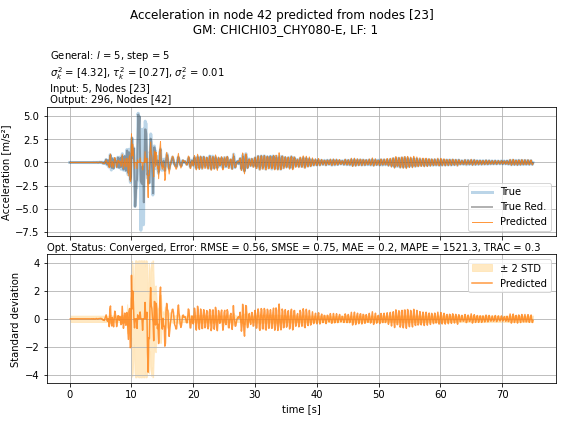 Acceleration in node 42 predicted from nodes [23]
GM: CHICHI03_CHY080-E, LF: 1
General: l = 5, step = 5
σ²ₖ = [4.32], τ²ₖ = [0.27], σ²ε = 0.01
Input: 5, Nodes [23]
Output: 296, Nodes [42]
Acceleration [m/s²]
5.0
2.5
0.0
−2.5
−5.0
−7.5
True
True Red.
Predicted
Opt. Status: Converged, Error: RMSE = 0.56, SMSE = 0.75, MAE = 0.2, MAPE = 1521.3, TRAC = 0.3
Standard deviation
4
2
0
−2
−4
± 2 STD
Predicted
0 10 20 30 40 50 60 70
time [s]